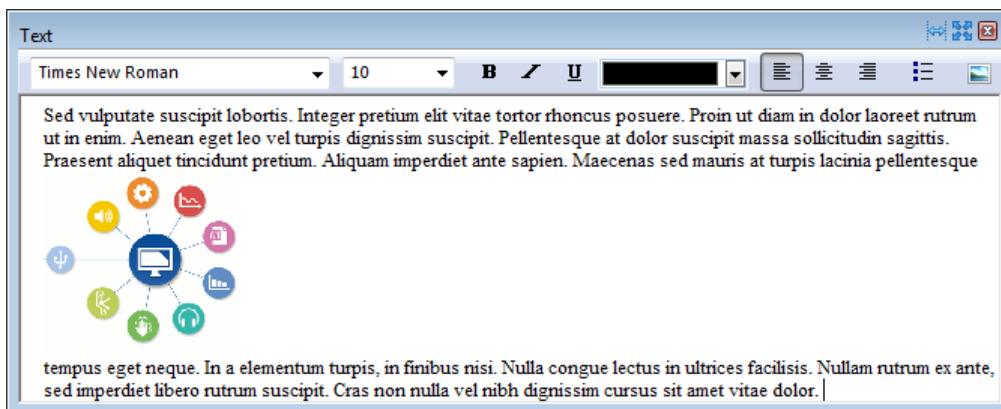 Text
Times New Roman 10 B I U
Sed vulputate suscipit lobortis. Integer pretium elit vitae tortor rhoncus posuere. Proin ut diam in dolor laoreet rutrum
ut in enim. Aenean eget leo vel turpis dignissim suscipit. Pellentesque at dolor suscipit massa sollicitudin sagittis.
Praesent aliquet tincidunt pretium. Aliquam imperdiet ante sapien. Maecenas sed mauris at turpis lacinia pellentesque
tempus eget neque. In a elementum turpis, in finibus nisi. Nulla congue lectus in ultrices facilisis. Nullam rutrum ex ante,
sed imperdiet libero rutrum suscipit. Cras non nulla vel nibh dignissim cursus sit amet vitae dolor.